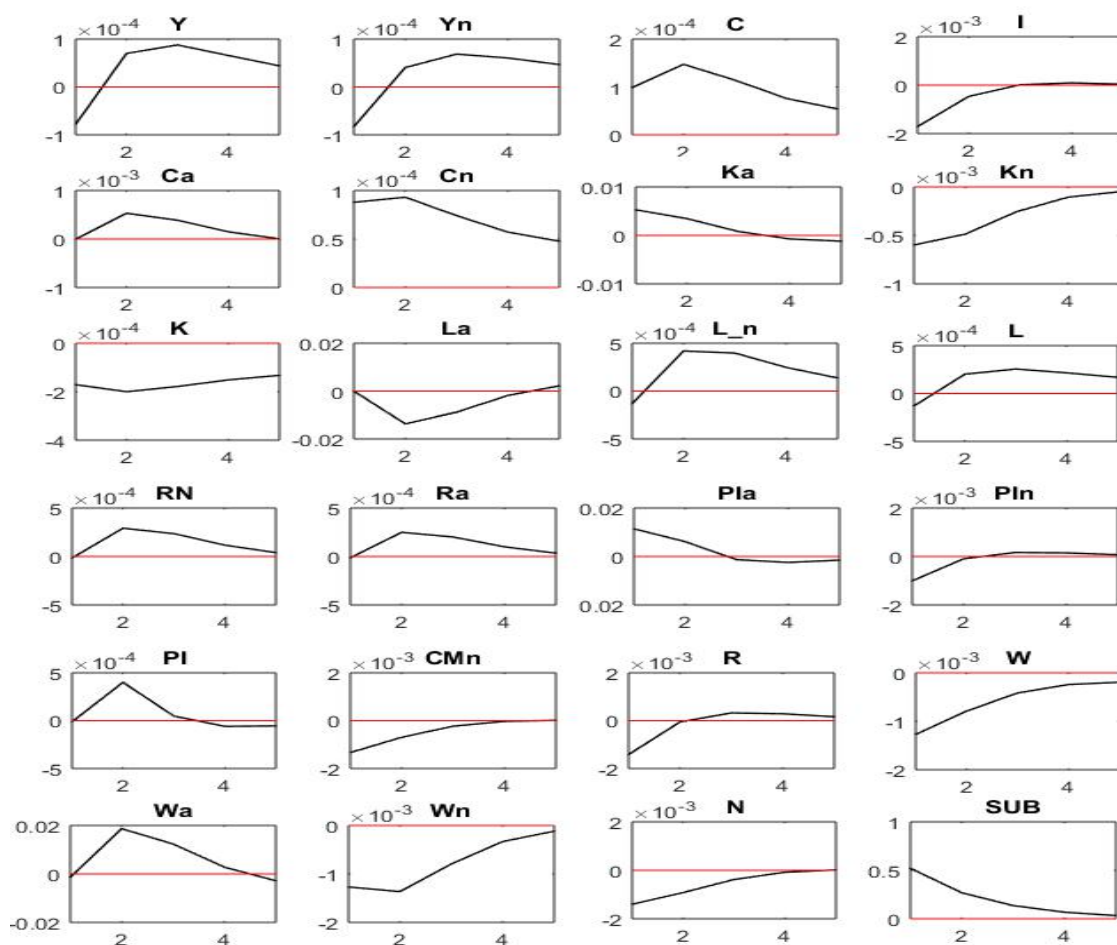 Y Yn C I
×10-4 ×10-4 ×10-4 ×10-3
1 1 2 2
0 0 1 0
-1 -1 0 -2
2 4 2 4 2 4 2 4
Ca Cn Ka Kn
×10-3 ×10-4 ×10-3
1 1 0.01 0
0 0.5 0 -0.5
-1 0 -0.01 -1
2 4 2 4 2 4 2 4
K La L_n L
×10-4 ×10-4 ×10-4
0 0.02 5 5
-2 0 0 0
-4 -0.02 -5 -5
2 4 2 4 2 4 2 4
RN Ra PIa PIn
×10-4 ×10-4 ×10-3
5 5 0.02 2
0 0 0 0
-5 -5 0.02 -2
2 4 2 4 2 4 2 4
PI CMn R W
×10-4 ×10-3 ×10-3 ×10-3
5 2 2 0
0 0 0 -1
-5 -2 -2 -2
2 4 2 4 2 4 2 4
Wa Wn N SUB
×10-3 ×10-3
0.02 0 2 1
0 -1 0 0.5
-0.02 -2 -2 0
2 4 2 4 2 4 2 4